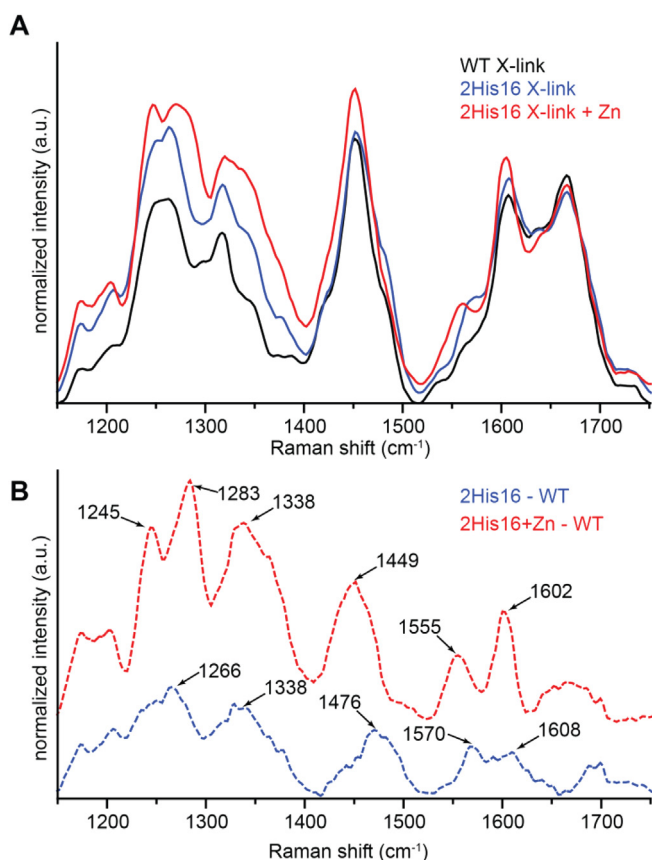 A
WT X-link
2His16 X-link
2His16 X-link + Zn
normalized intensity (a.u.)
1200 1300 1400 1500 1600 1700
Raman shift (cm⁻¹)
B
2His16 - WT
2His16+Zn - WT
1283
1245
1338
1449
1602
1555
1266
1338
1476
1570
1608
normalized intensity (a.u.)
1200 1300 1400 1500 1600 1700
Raman shift (cm⁻¹)